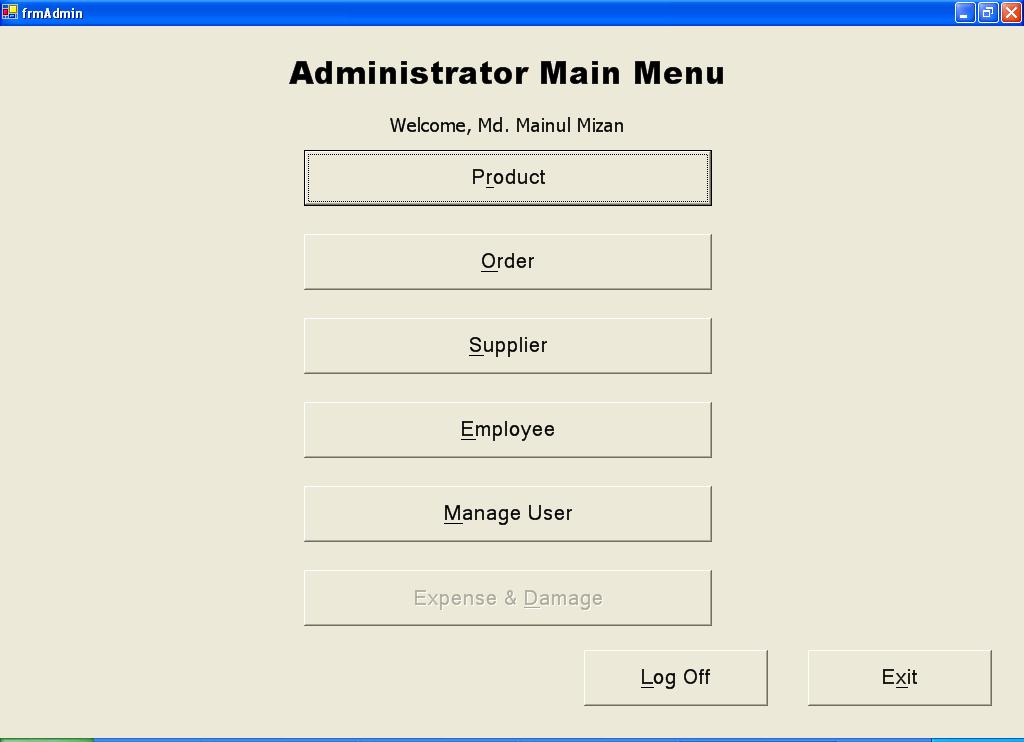 frmAdmin
Administrator Main Menu
Welcome, Md. Mainul Mizan
Product
Order
Supplier
Employee
Manage User
Expense & Damage
Log Off
Exit